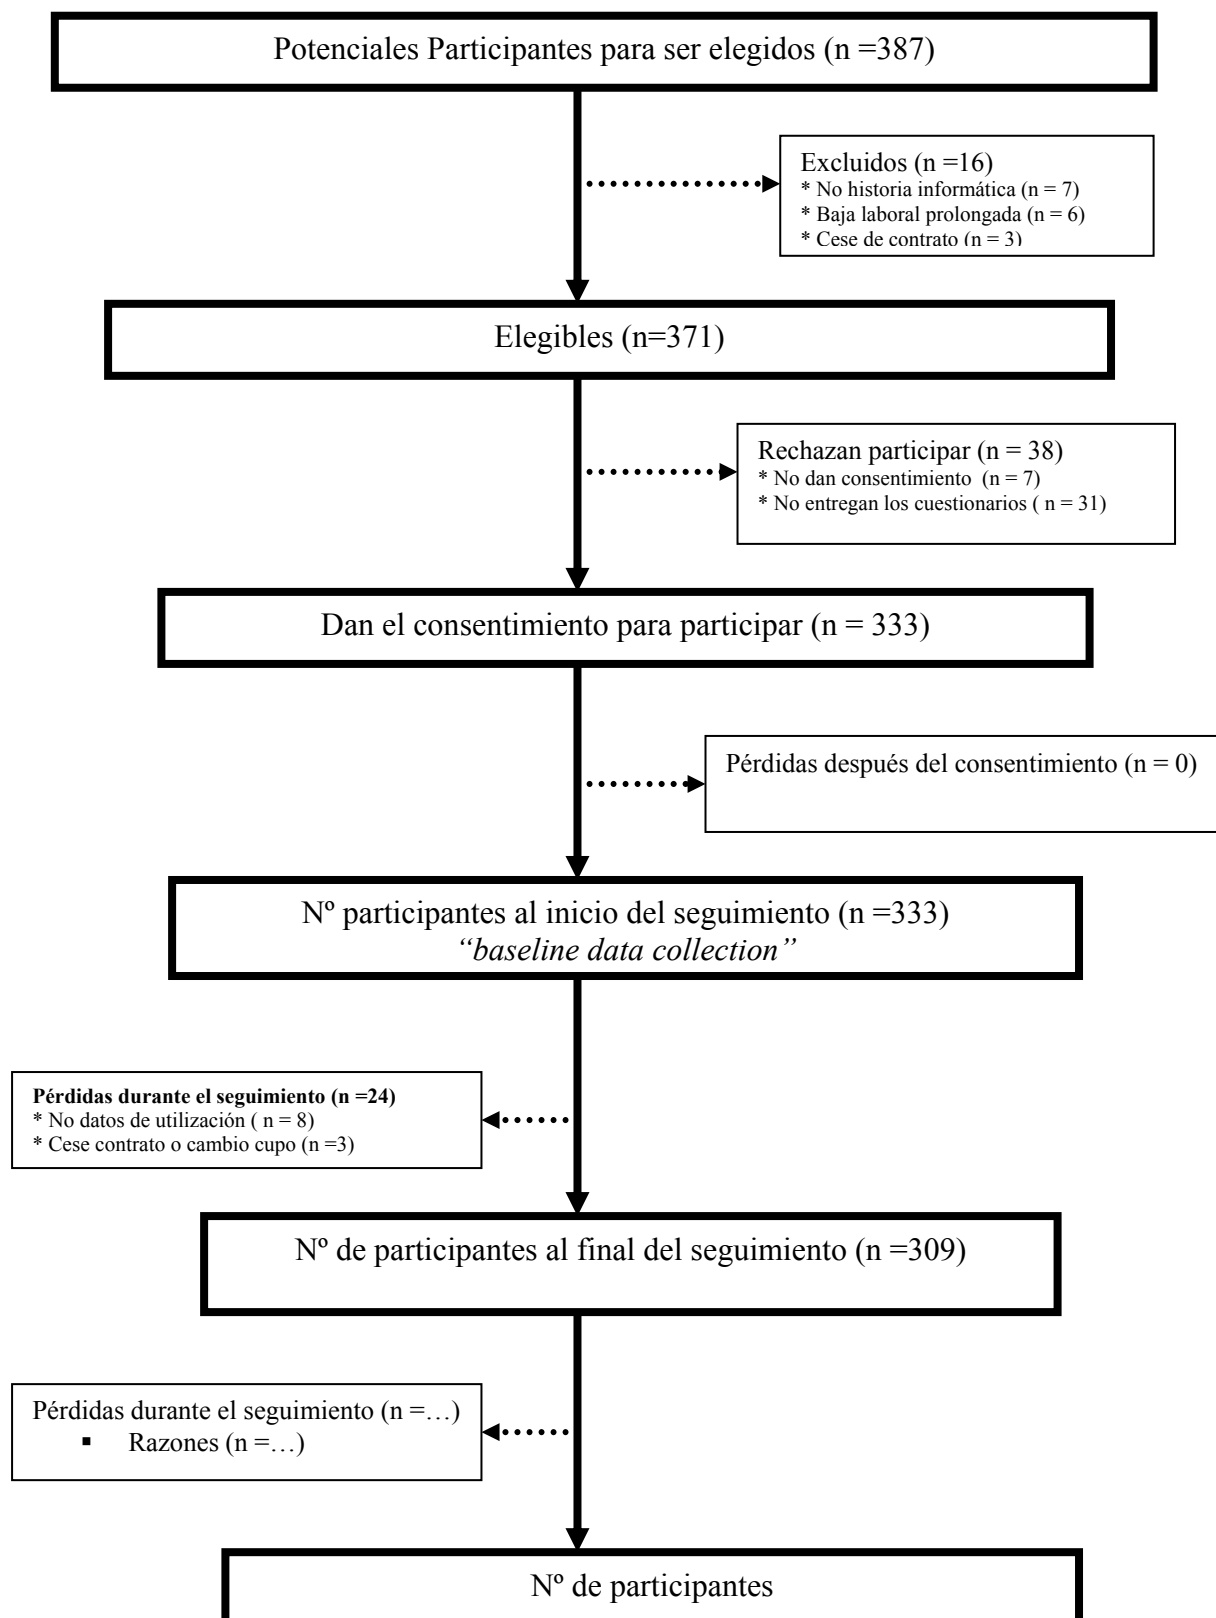 Potenciales Participantes para ser elegidos (n =387)
Excluidos (n =16)
* No historia informática (n = 7)
* Baja laboral prolongada (n = 6)
* Cese de contrato (n = 3)
Elegibles (n=371)
Rechazan participar (n = 38)
* No dan consentimiento  (n = 7)
* No entregan los cuestionarios ( n = 31)
Dan el consentimiento para participar (n = 333)
Pérdidas después del consentimiento (n = 0)
Nº participantes al inicio del seguimiento (n =333)
“baseline data collection”
Pérdidas durante el seguimiento (n =24)
* No datos de utilización ( n = 8)
* Cese contrato o cambio cupo (n =3)
Nº de participantes al final del seguimiento (n =309)
Pérdidas durante el seguimiento (n =…)
▪ Razones (n =…)
Nº de participantes